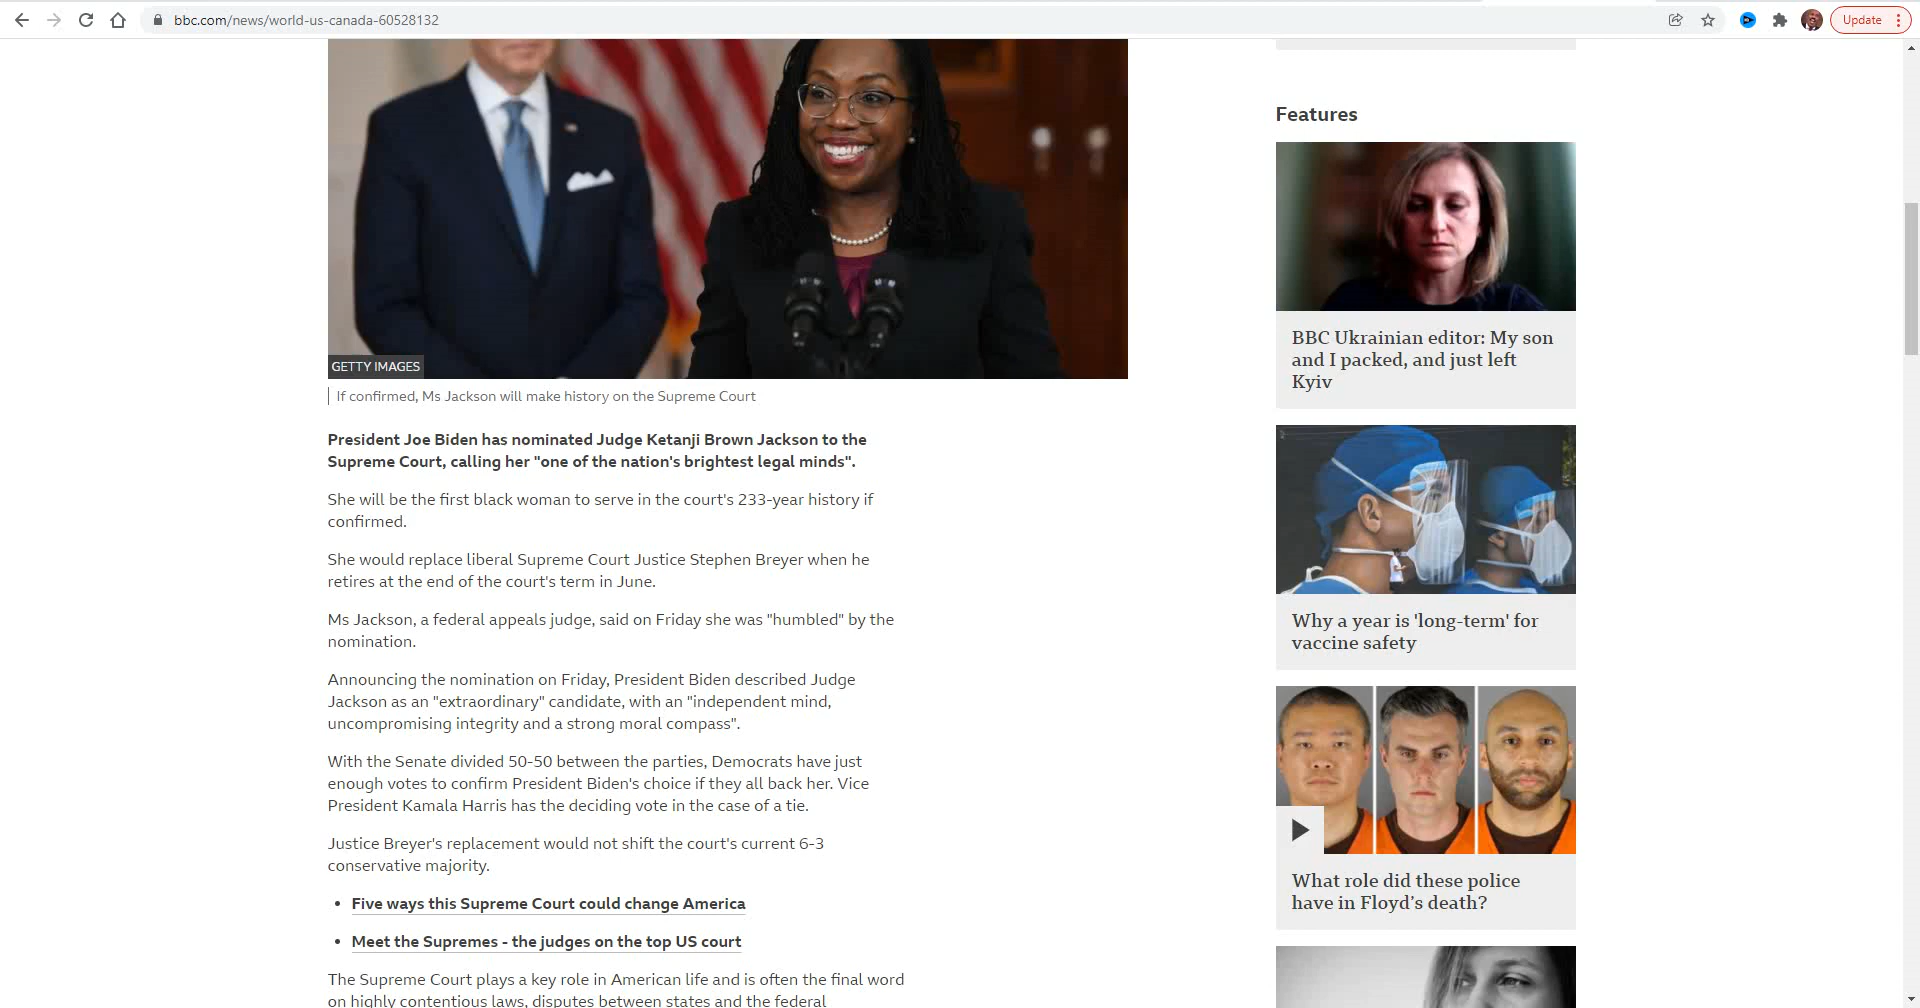 bbc.com/news/world-us-canada-60528132
Update
GETTY IMAGES
If confirmed, Ms Jackson will make history on the Supreme Court
President Joe Biden has nominated Judge Ketanji Brown Jackson to the
Supreme Court, calling her "one of the nation's brightest legal minds".
She will be the first black woman to serve in the court's 233-year history if
confirmed.
She would replace liberal Supreme Court Justice Stephen Breyer when he
retires at the end of the court's term in June.
Ms Jackson, a federal appeals judge, said on Friday she was "humbled" by the
nomination.
Announcing the nomination on Friday, President Biden described Judge
Jackson as an "extraordinary" candidate, with an "independent mind,
uncompromising integrity and a strong moral compass".
With the Senate divided 50-50 between the parties, Democrats have just
enough votes to confirm President Biden's choice if they all back her. Vice
President Kamala Harris has the deciding vote in the case of a tie.
Justice Breyer's replacement would not shift the court's current 6-3
conservative majority.
• Five ways this Supreme Court could change America
• Meet the Supremes - the judges on the top US court
The Supreme Court plays a key role in American life and is often the final word
on highly contentious laws, disputes between states and the federal
Features
BBC Ukrainian editor: My son
and I packed, and just left
Kyiv
Why a year is 'long-term' for
vaccine safety
What role did these police
have in Floyd’s death?